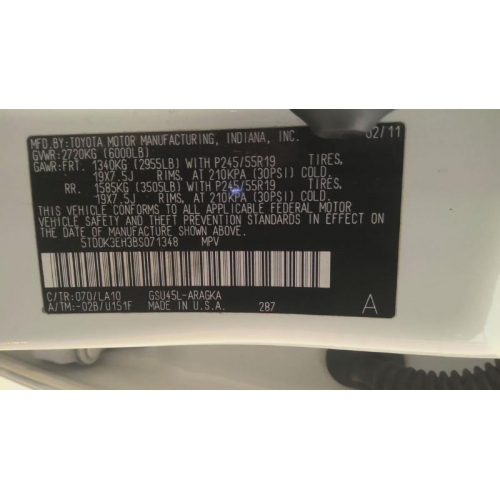 MFD.BY:TOYOTA MOTOR MANUFACTURING, INDIANA, INC. 02/11
GVWR:2720KG (6000LB)
GAWR:FRT. 1340KG (2955LB) WITH P245/55R19 TIRES,
19X7.5J RIMS, AT 210KPA (30PSI) COLD.
RR. 1585KG (3505LB) WITH P245/55R19 TIRES,
19X7.5J RIMS, AT 210KPA (30PSI) COLD.
THIS VEHICLE CONFORMS TO ALL APPLICABLE FEDERAL MOTOR
VEHICLE SAFETY AND THEFT PREVENTION STANDARDS IN EFFECT ON
THE DATE OF MANUFACTURE SHOWN ABOVE.
5TDDK3EH3BS071348 MPV
C/TR:070/LA10 GSU45L-ARAGKA
A/TM:-02B/U151F MADE IN U.S.A. 287 A